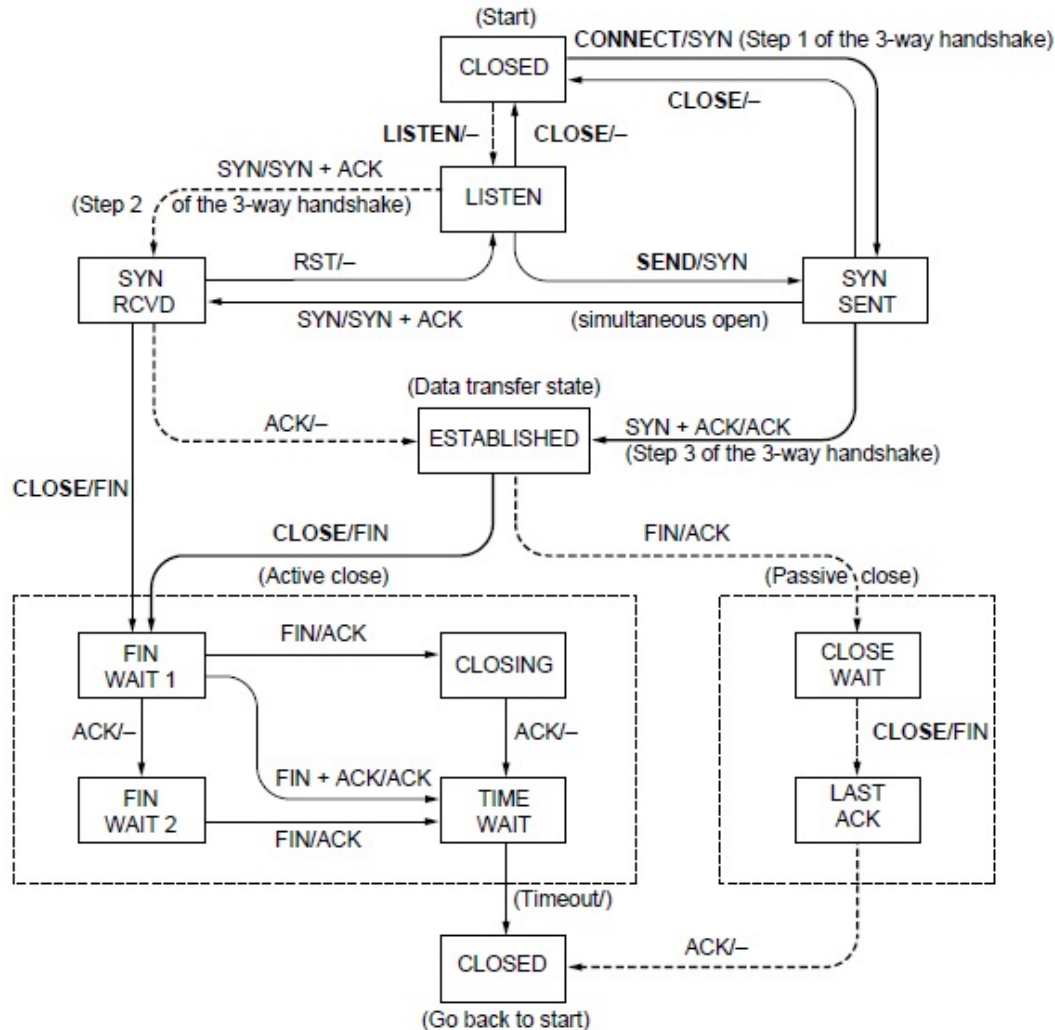 (Start)
CONNECT/SYN (Step 1 of the 3-way handshake)
CLOSED
CLOSE/–
LISTEN/–
CLOSE/–
SYN/SYN + ACK
LISTEN
(Step 2 of the 3-way handshake)
RST/–
SEND/SYN
SYN
RCVD
SYN
SENT
SYN/SYN + ACK
(simultaneous open)
(Data transfer state)
ACK/–
ESTABLISHED
SYN + ACK/ACK
(Step 3 of the 3-way handshake)
CLOSE/FIN
CLOSE/FIN
FIN/ACK
(Active close)
(Passive close)
FIN
WAIT 1
FIN/ACK
CLOSING
CLOSE
WAIT
ACK/–
ACK/–
CLOSE/FIN
FIN + ACK/ACK
FIN
WAIT 2
TIME
WAIT
LAST
ACK
FIN/ACK
(Timeout/)
CLOSED
ACK/–
(Go back to start)